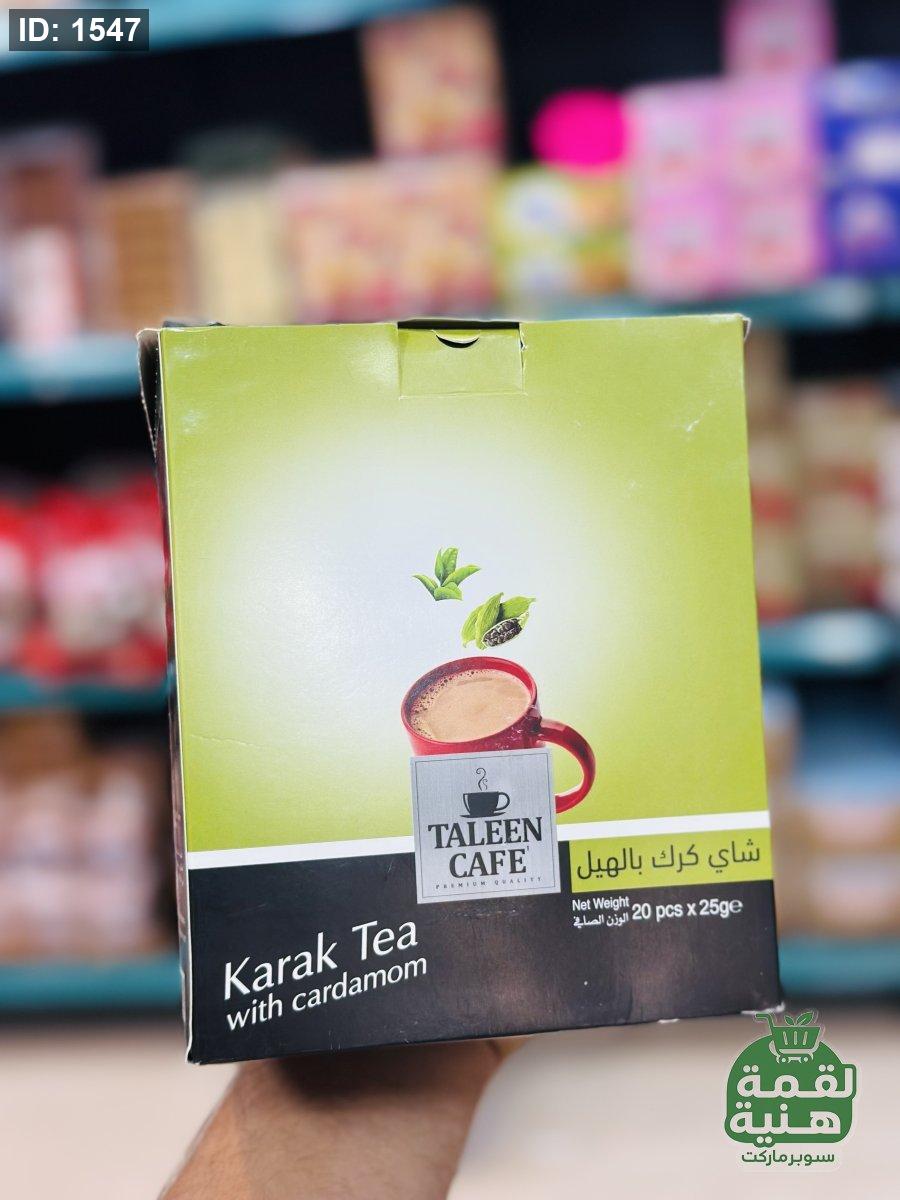 ID: 1547
TALEEN
CAFE
PREMIUM QUALITY
شاي كرك بالهيل
Net Weight
الوزن الصافي
20 pcs x 25g℮
Karak Tea
with cardamom
لقمة
هنية
سوبرماركت